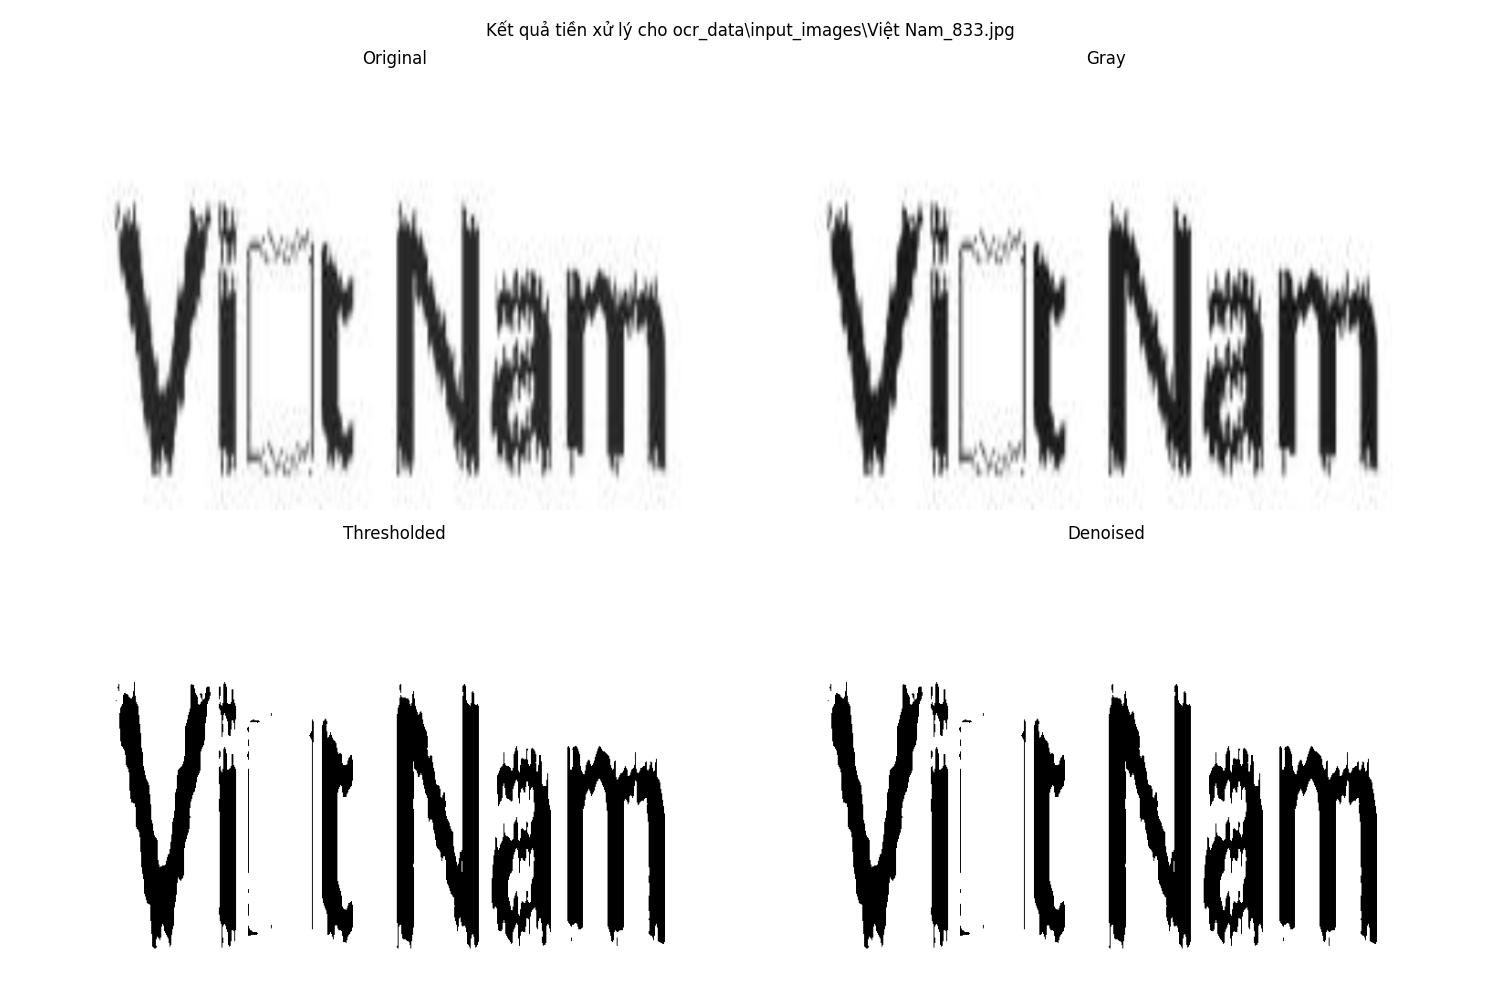 Kết quả tiền xử lý cho ocr_data\input_images\Việt Nam_833.jpg
Original
Gray
Vi□t Nam
Vi□t Nam
Thresholded
Denoised
Vi□t Nam
Vi□t Nam